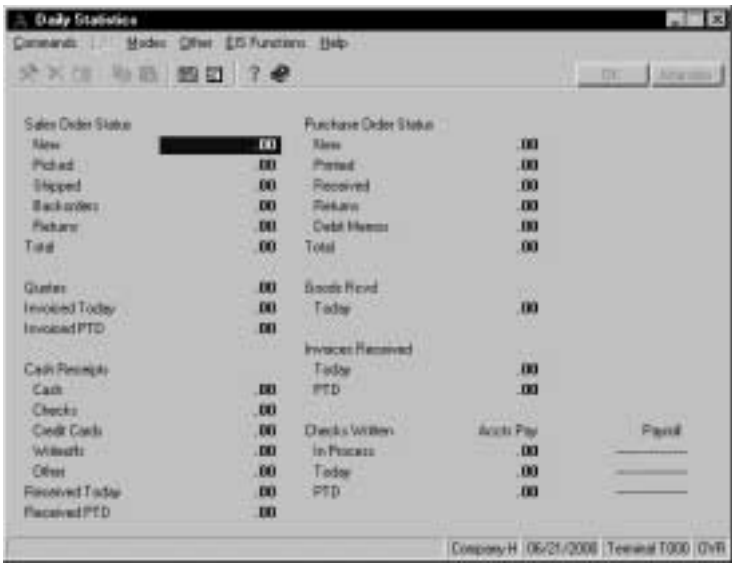 Daily Statistics
Commands Modes Other EIS Functions Help
?
OK
Sales Order Status
New .00
Picked .00
Shipped .00
Backorders .00
Returns .00
Total .00
Quotes .00
Invoiced Today .00
Invoiced PTD .00
Cash Receipts
Cash .00
Checks .00
Credit Cards .00
Writeoffs .00
Other .00
Received Today .00
Received PTD .00
Purchase Order Status
New .00
Printed .00
Received .00
Returns .00
Debit Memos .00
Total .00
Goods Rcvd
Today .00
Invoices Received
Today .00
PTD .00
Checks Written Accts Pay Payroll
In Process .00 ------------
Today .00 ------------
PTD .00 ------------
Company H 06/21/2000 Terminal T000 OVR